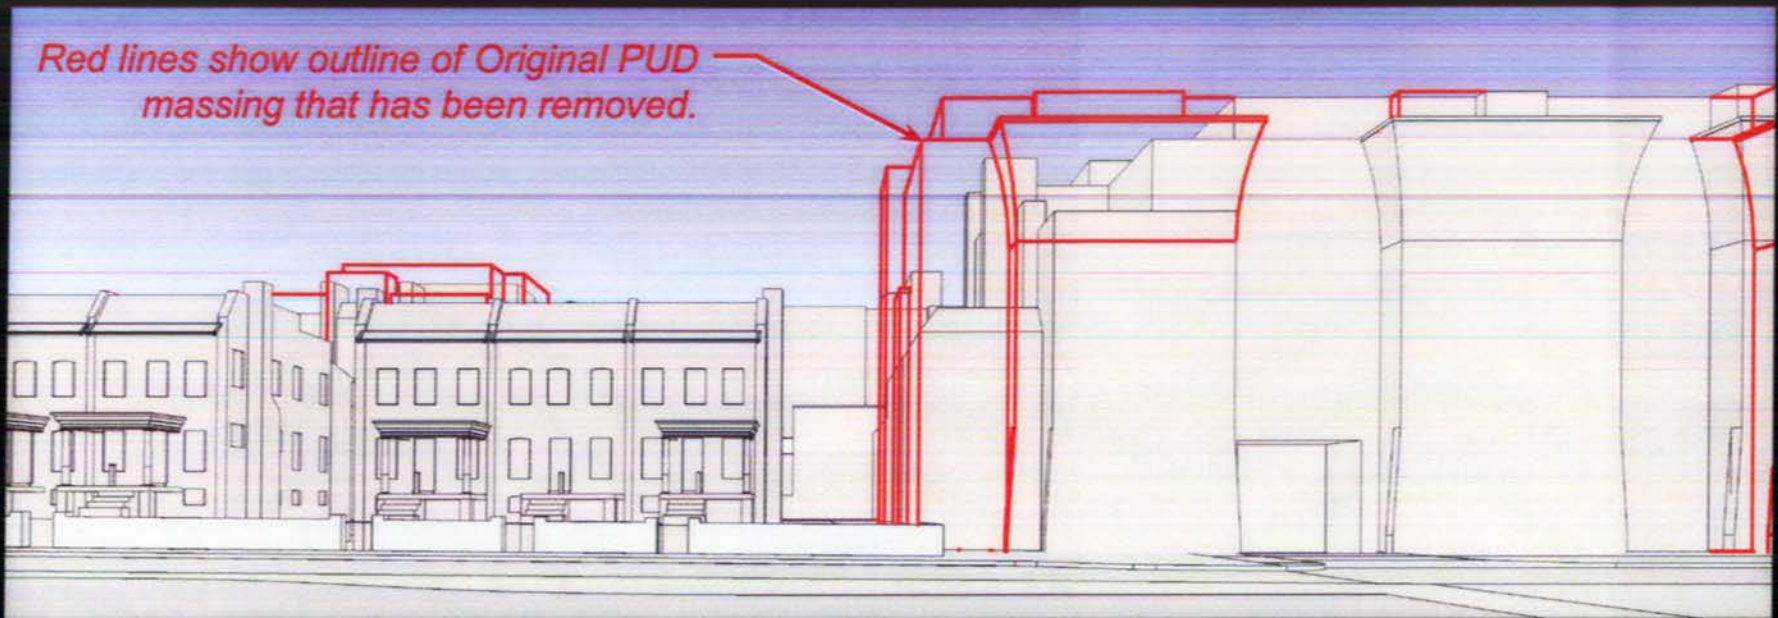 Red lines show outline of Original PUD
massing that has been removed.